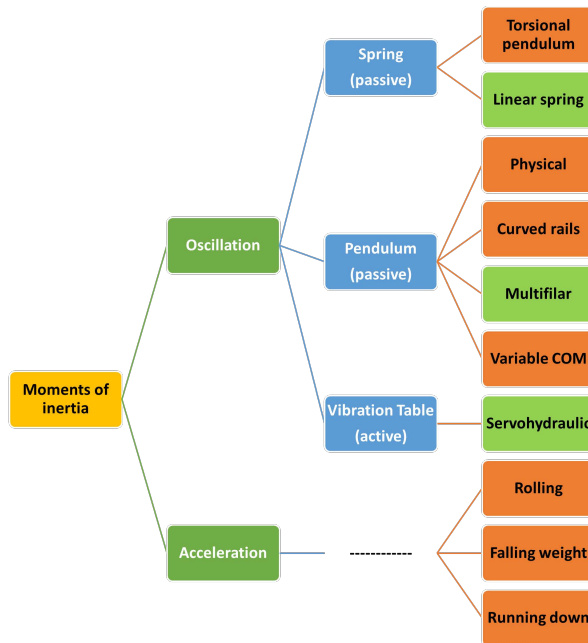 Torsional
pendulum
Spring
(passive)
Linear spring
Physical
Curved rails
Oscillation
Pendulum
(passive)
Multifilar
Variable COM
Moments of
inertia
Vibration Table
(active)
Servohydraulic
Rolling
Acceleration
------------
Falling weight
Running down